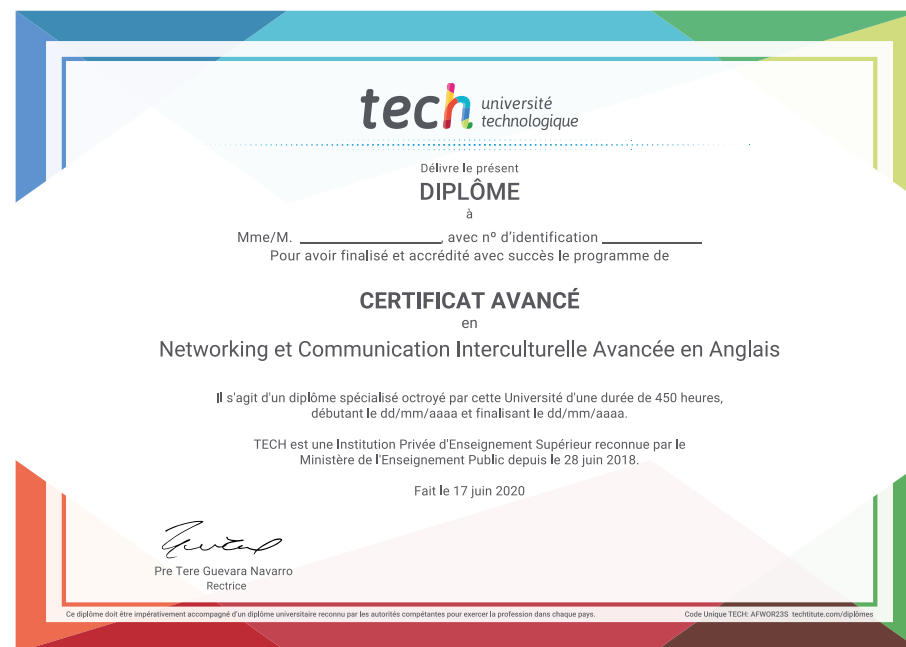 tech université
technologique
Délivre le présent
DIPLÔME
à
Mme/M. ____________________, avec nº d'identification ______________
Pour avoir finalisé et accrédité avec succès le programme de
CERTIFICAT AVANCÉ
en
Networking et Communication Interculturelle Avancée en Anglais
Il s'agit d'un diplôme spécialisé octroyé par cette Université d'une durée de 450 heures,
débutant le dd/mm/aaaa et finalisant le dd/mm/aaaa.
TECH est une Institution Privée d'Enseignement Supérieur reconnue par le
Ministère de l'Enseignement Public depuis le 28 juin 2018.
Fait le 17 juin 2020
Pre Tere Guevara Navarro
Rectrice
Ce diplôme doit être impérativement accompagné d'un diplôme universitaire reconnu par les autorités compétantes pour exercer la profession dans chaque pays.
Code Unique TECH: AFWOR23S techtitute.com/diplômes